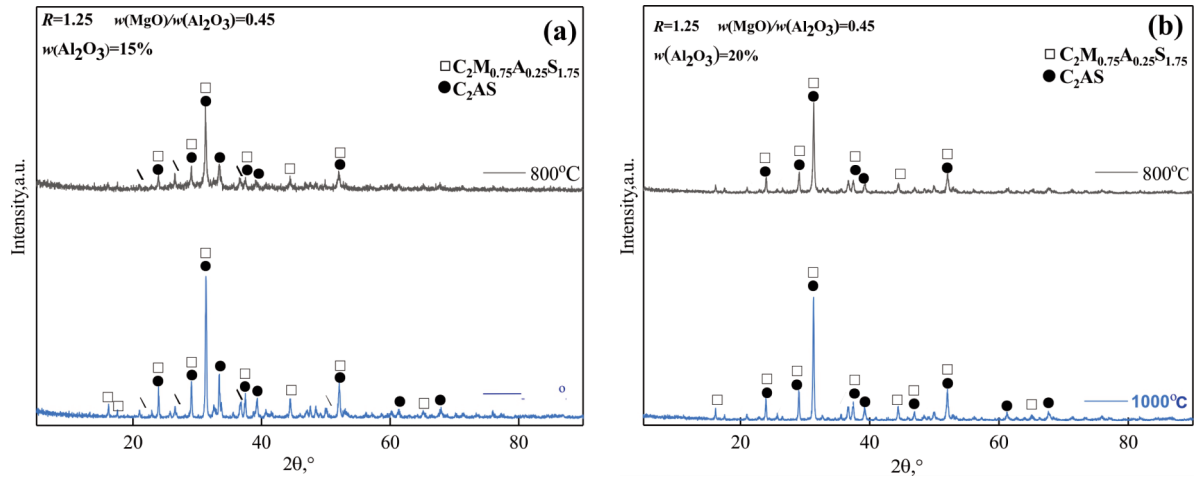 R=1.25 w(MgO)/w(Al₂O₃)=0.45
w(Al₂O₃)=15%
(a)
□ C₂M₀.₇₅A₀.₂₅S₁.₇₅
● C₂AS
800°C
o
Intensity,a.u.
20 40 60 80
2θ,°
R=1.25 w(MgO)/w(Al₂O₃)=0.45
w(Al₂O₃)=20%
(b)
□ C₂M₀.₇₅A₀.₂₅S₁.₇₅
● C₂AS
800°C
1000°C
Intensity,a.u.
20 40 60 80
2θ,°